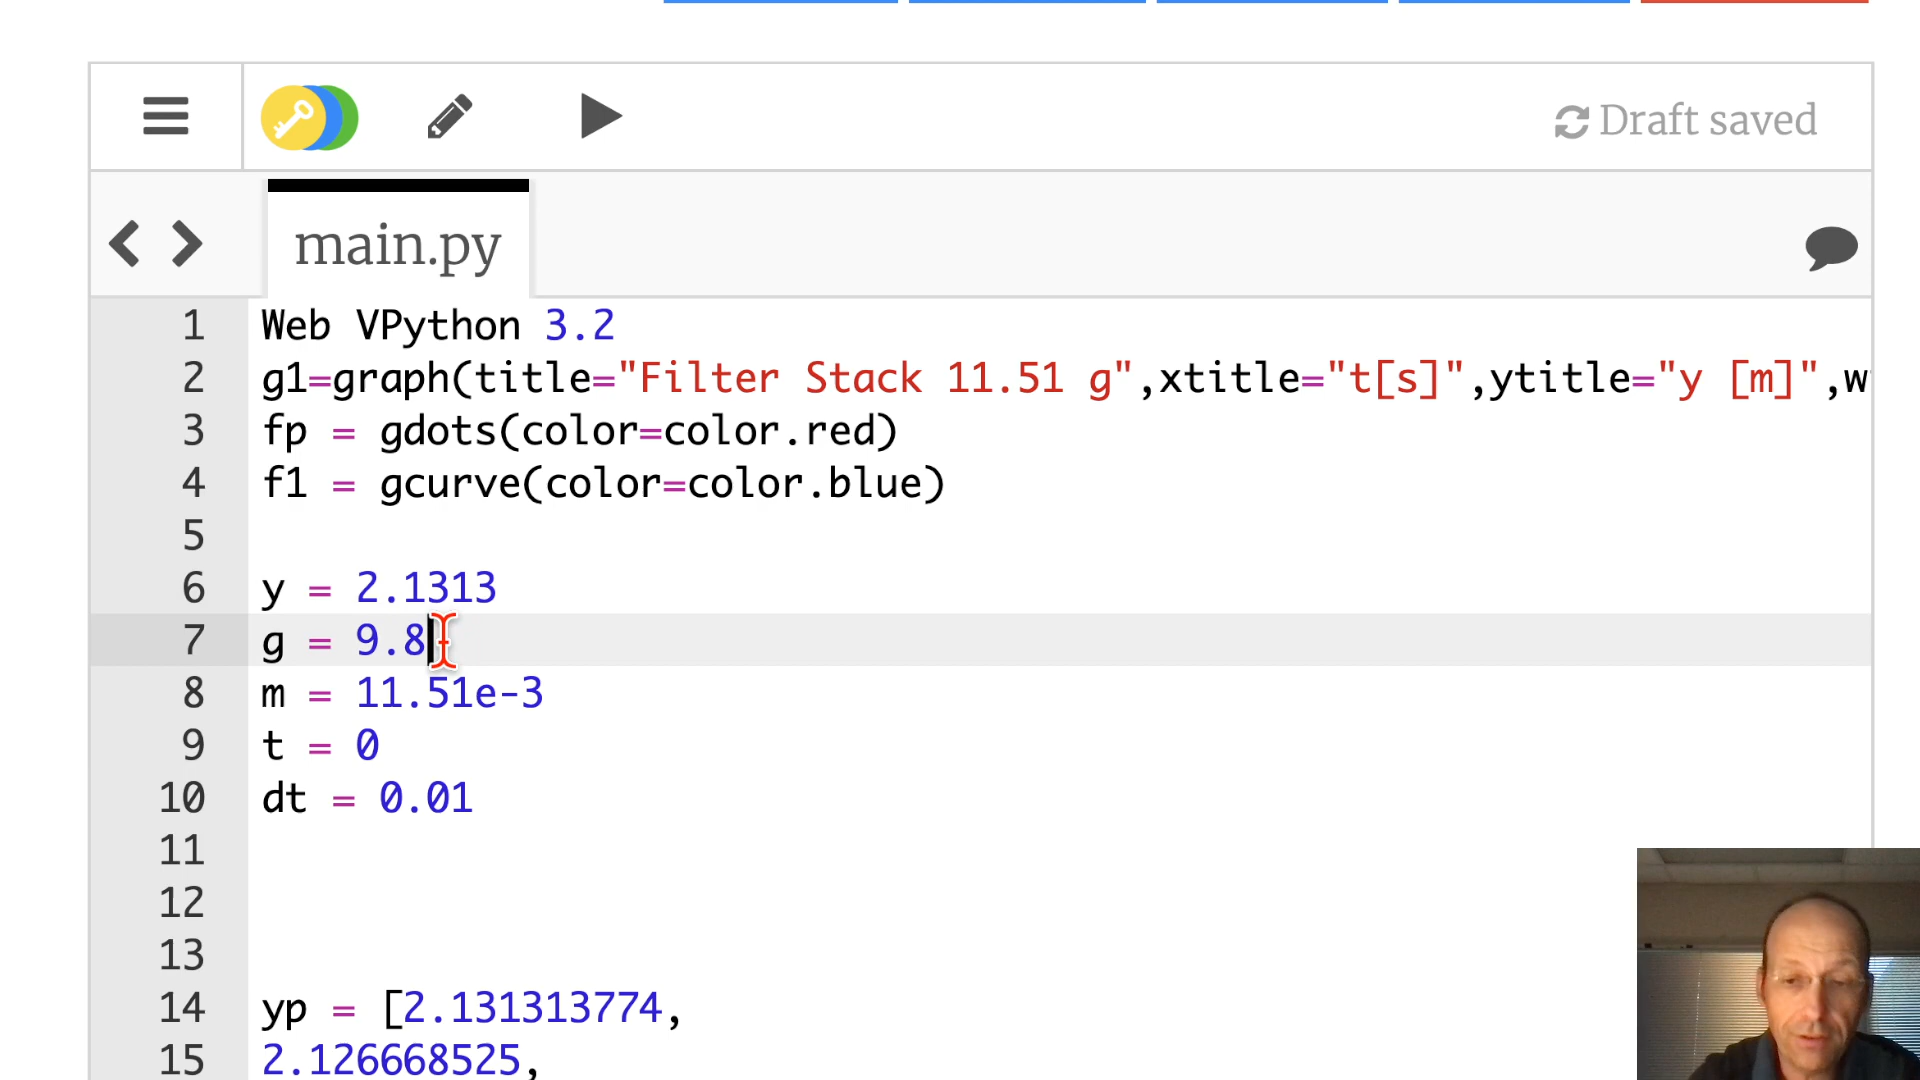 Draft saved
main.py
1 Web VPython 3.2
2 g1=graph(title="Filter Stack 11.51 g",xtitle="t[s]",ytitle="y [m]",w
3 fp = gdots(color=color.red)
4 f1 = gcurve(color=color.blue)
5
6 y = 2.1313
7 g = 9.8
8 m = 11.51e-3
9 t = 0
10 dt = 0.01
11
12
13
14 yp = [2.131313774,
15 2.126668525,